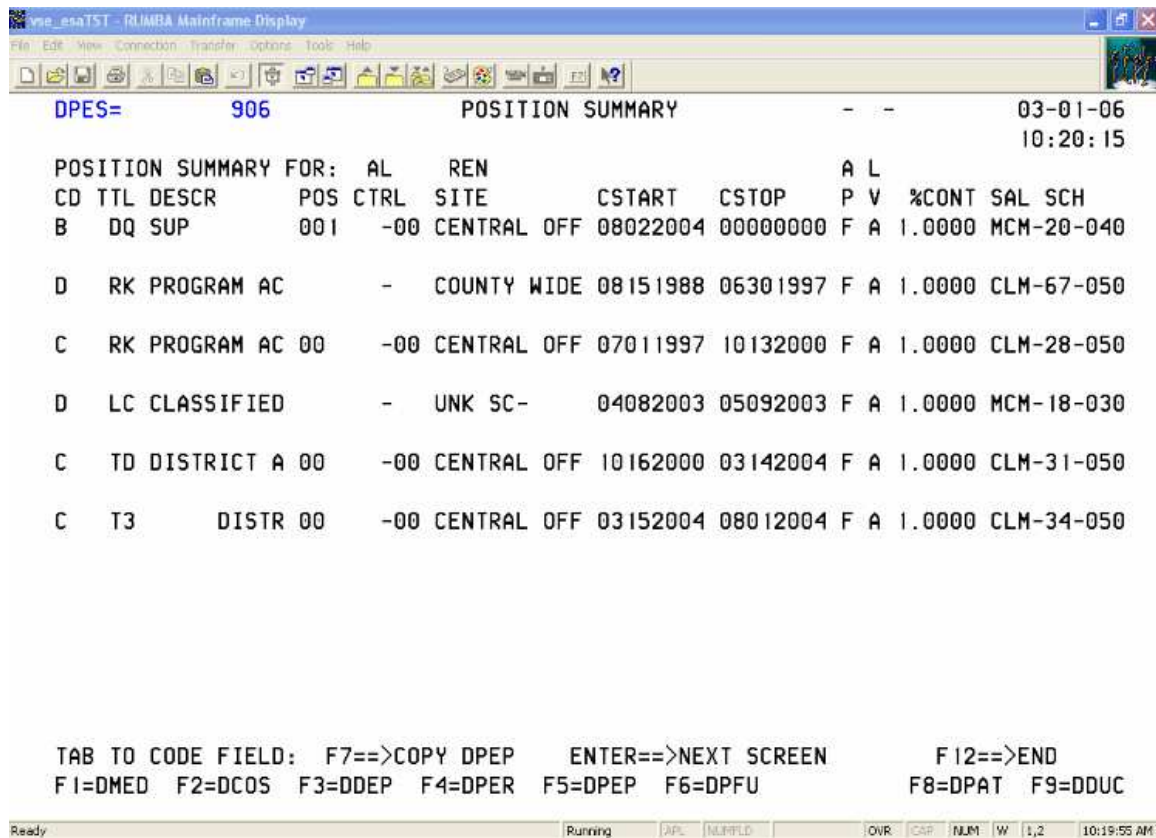 vse_esaTST - RUMBA Mainframe Display
File Edit View Connection Transfer Options Tools Help
DPES= 906 POSITION SUMMARY - - 03-01-06
10:20:15
POSITION SUMMARY FOR: AL REN A L
CD TTL DESCR POS CTRL SITE CSTART CSTOP P V %CONT SAL SCH
B DQ SUP 001 -00 CENTRAL OFF 08022004 00000000 F A 1.0000 MCM-20-040
D RK PROGRAM AC - COUNTY WIDE 08151988 06301997 F A 1.0000 CLM-67-050
C RK PROGRAM AC 00 -00 CENTRAL OFF 07011997 10132000 F A 1.0000 CLM-28-050
D LC CLASSIFIED - UNK SC- 04082003 05092003 F A 1.0000 MCM-18-030
C TD DISTRICT A 00 -00 CENTRAL OFF 10162000 03142004 F A 1.0000 CLM-31-050
C T3 DISTR 00 -00 CENTRAL OFF 03152004 08012004 F A 1.0000 CLM-34-050
TAB TO CODE FIELD: F7==>COPY DPEP ENTER==>NEXT SCREEN F12==>END
F1=DMED F2=DCOS F3=DDEP F4=DPER F5=DPEP F6=DPFU F8=DPAT F9=DDUC
Ready Running APL NUMFLD OVR CAP NUM W 1,2 10:19:55 AM